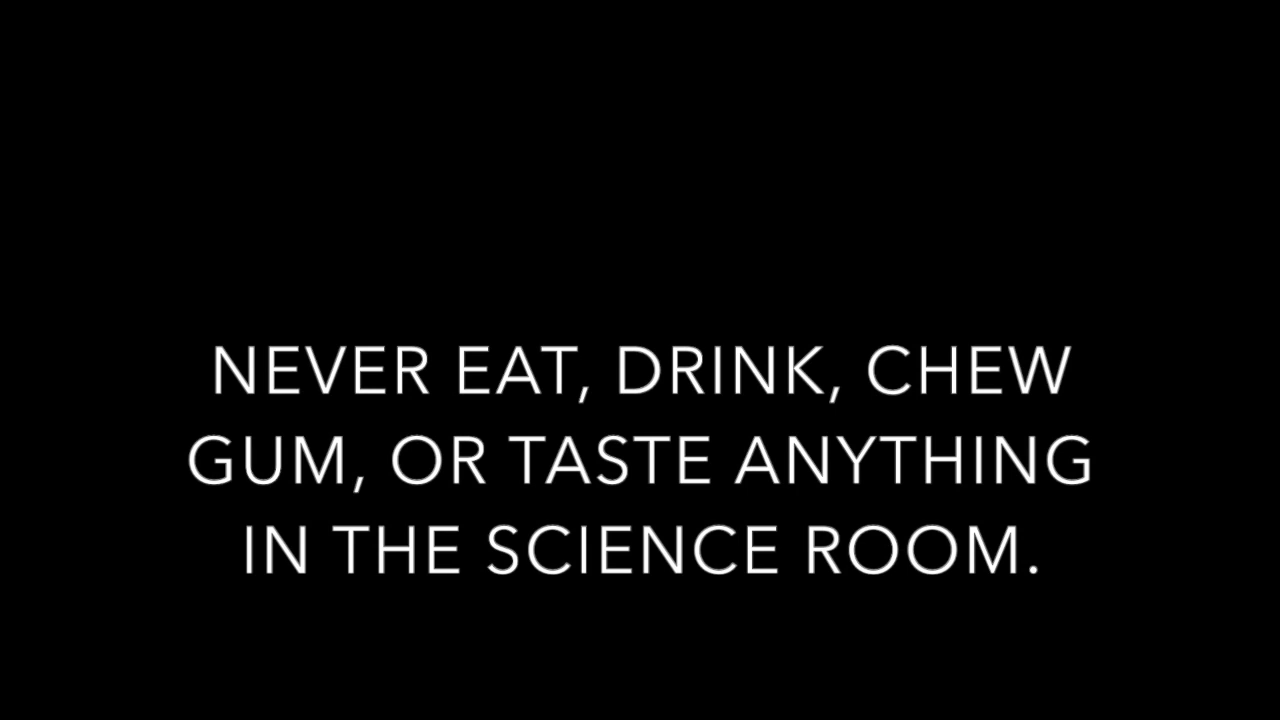 NEVER EAT, DRINK, CHEW
GUM, OR TASTE ANYTHING
IN THE SCIENCE ROOM.